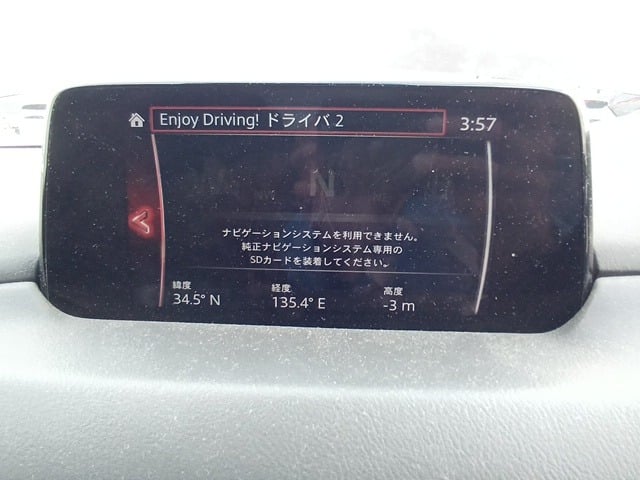 Enjoy Driving! ドライバ 2
3:57
N
ナビゲーションシステムを利用できません。
純正ナビゲーションシステム専用の
SDカードを装着してください。
緯度 経度 高度
34.5° N 135.4° E -3 m